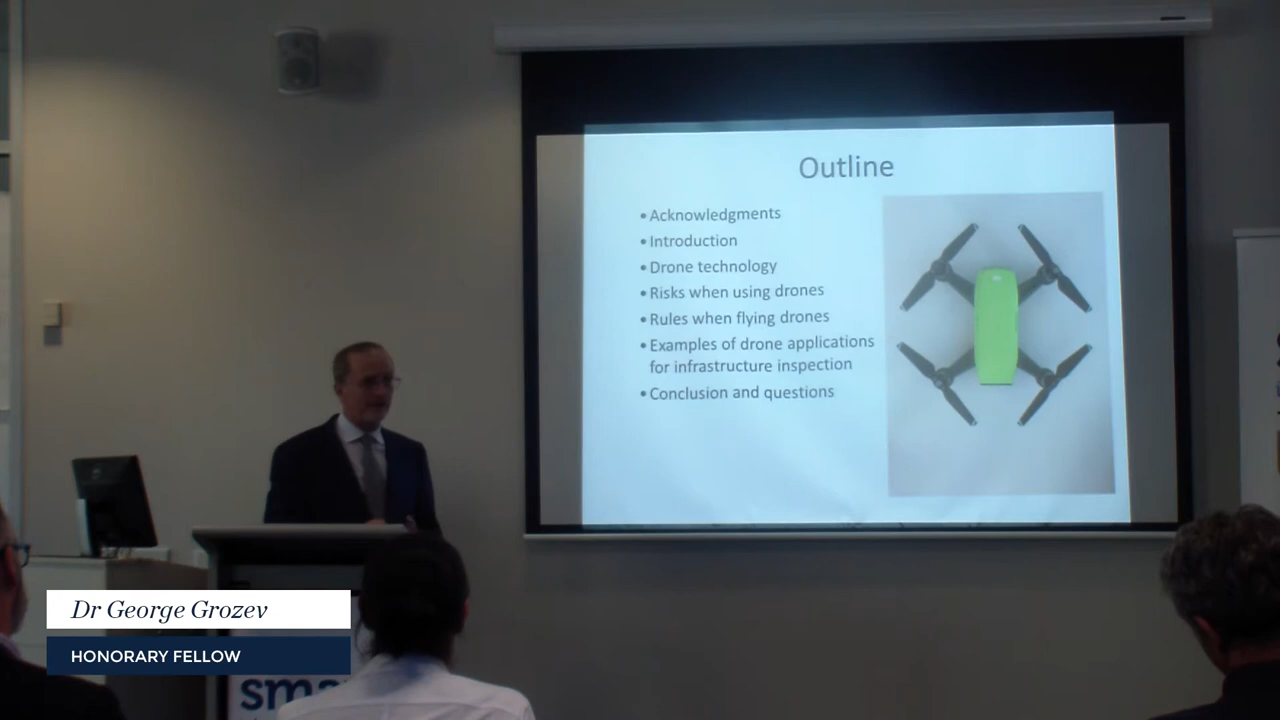 Outline
• Acknowledgments
• Introduction
• Drone technology
• Risks when using drones
• Rules when flying drones
• Examples of drone applications
for infrastructure inspection
• Conclusion and questions
Dr George Grozev
HONORARY FELLOW